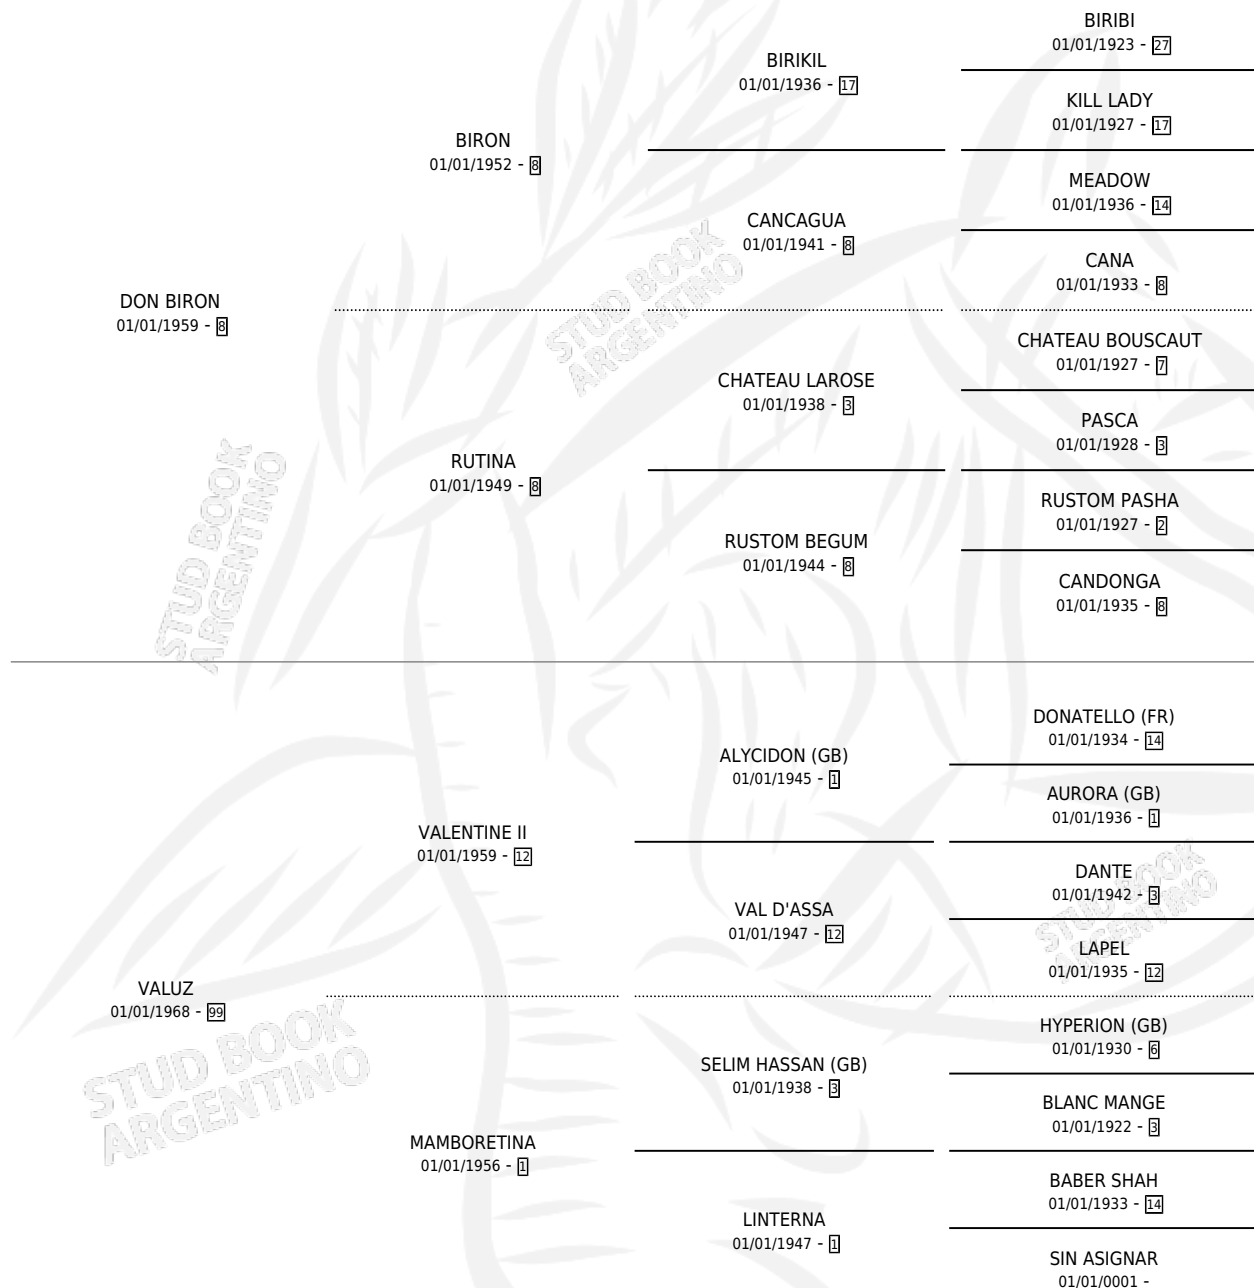 BIRIBI
01/01/1923 - 27
BIRIKIL
01/01/1936 - 17
KILL LADY
01/01/1927 - 17
BIRON
01/01/1952 - 8
MEADOW
01/01/1936 - 14
CANCAGUA
01/01/1941 - 8
CANA
01/01/1933 - 8
DON BIRON
01/01/1959 - 8
CHATEAU BOUSCAUT
01/01/1927 - 7
CHATEAU LAROSE
01/01/1938 - 3
PASCA
01/01/1928 - 3
RUTINA
01/01/1949 - 8
RUSTOM PASHA
01/01/1927 - 2
RUSTOM BEGUM
01/01/1944 - 8
CANDONGA
01/01/1935 - 8
STUD BOOK
ARGENTINO
STUD BOOK
ARGENTINO
DONATELLO (FR)
01/01/1934 - 14
ALYCIDON (GB)
01/01/1945 - 1
AURORA (GB)
01/01/1936 - 1
VALENTINE II
01/01/1959 - 12
DANTE
01/01/1942 - 3
VAL D'ASSA
01/01/1947 - 12
LAPEL
01/01/1935 - 12
VALUZ
01/01/1968 - 99
HYPERION (GB)
01/01/1930 - 6
SELIM HASSAN (GB)
01/01/1938 - 3
BLANC MANGE
01/01/1922 - 3
MAMBORETINA
01/01/1956 - 1
BABER SHAH
01/01/1933 - 14
LINTERNA
01/01/1947 - 1
SIN ASIGNAR
01/01/0001 -
STUD BOOK
ARGENTINO
STUD BOOK
ARGENTINO